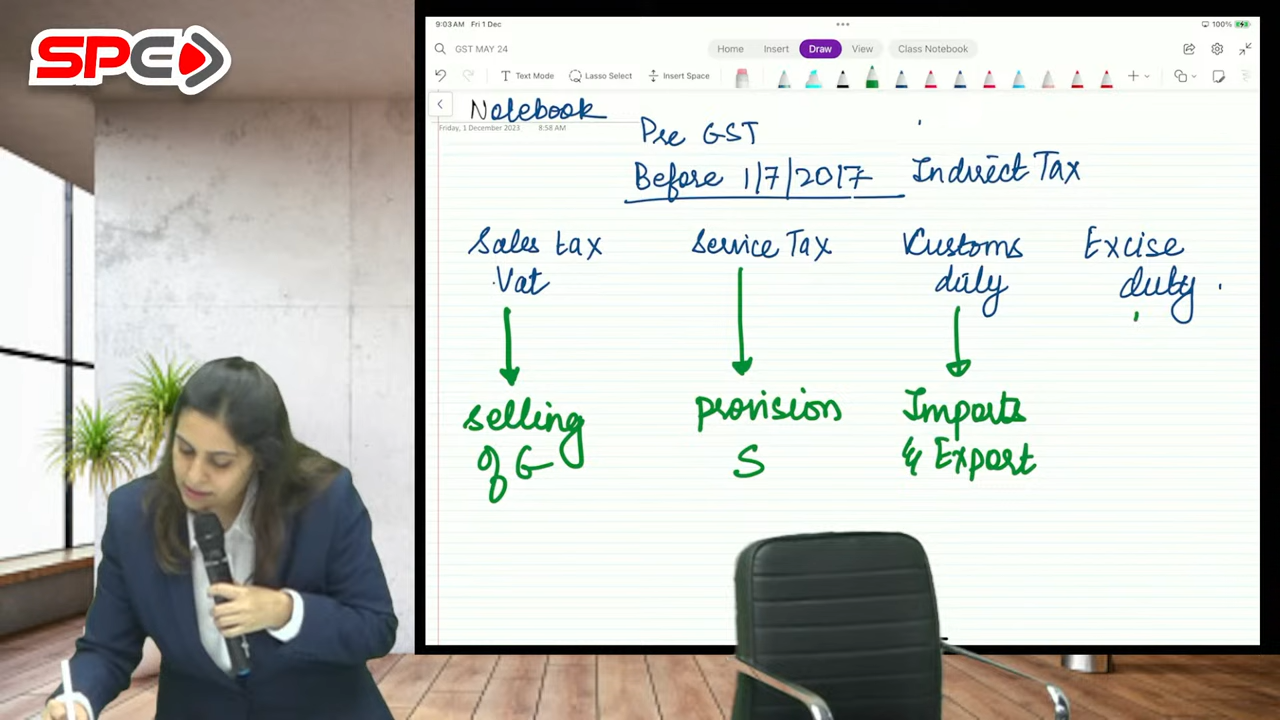 SPE
9:03 AM Fri 1 Dec
100%
GST MAY 24
Home Insert Draw View Class Notebook
Text Mode Lasso Select Insert Space
Notebook
Friday, 1 December 2023 8:58 AM
Pre GST
Before 1/7/2017 Indirect Tax
Sales tax Service Tax Customs Excise
Vat duty duty
selling provision Imports
of G S & Export